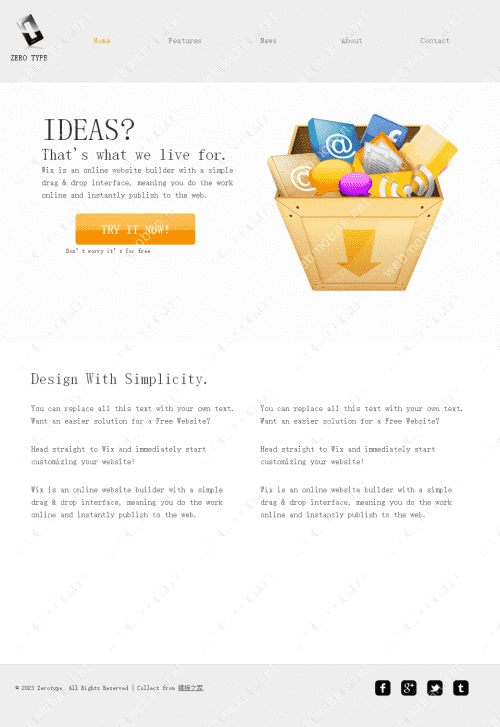 ZERO TYPE
Home Features News About Contact
IDEAS?
That's what we live for.
Wix is an online website builder with a simple
drag & drop interface, meaning you do the work
online and instantly publish to the web.
TRY IT NOW!
Don't worry it's for free
Design With Simplicity.
You can replace all this text with your own text.
Want an easier solution for a Free Website?
Head straight to Wix and immediately start
customizing your website!
Wix is an online website builder with a simple
drag & drop interface, meaning you do the work
online and instantly publish to the web.
You can replace all this text with your own text.
Want an easier solution for a Free Website?
Head straight to Wix and immediately start
customizing your website!
Wix is an online website builder with a simple
drag & drop interface, meaning you do the work
online and instantly publish to the web.
© 2023 Zerotype. All Rights Reserved | Collect from 模板之家